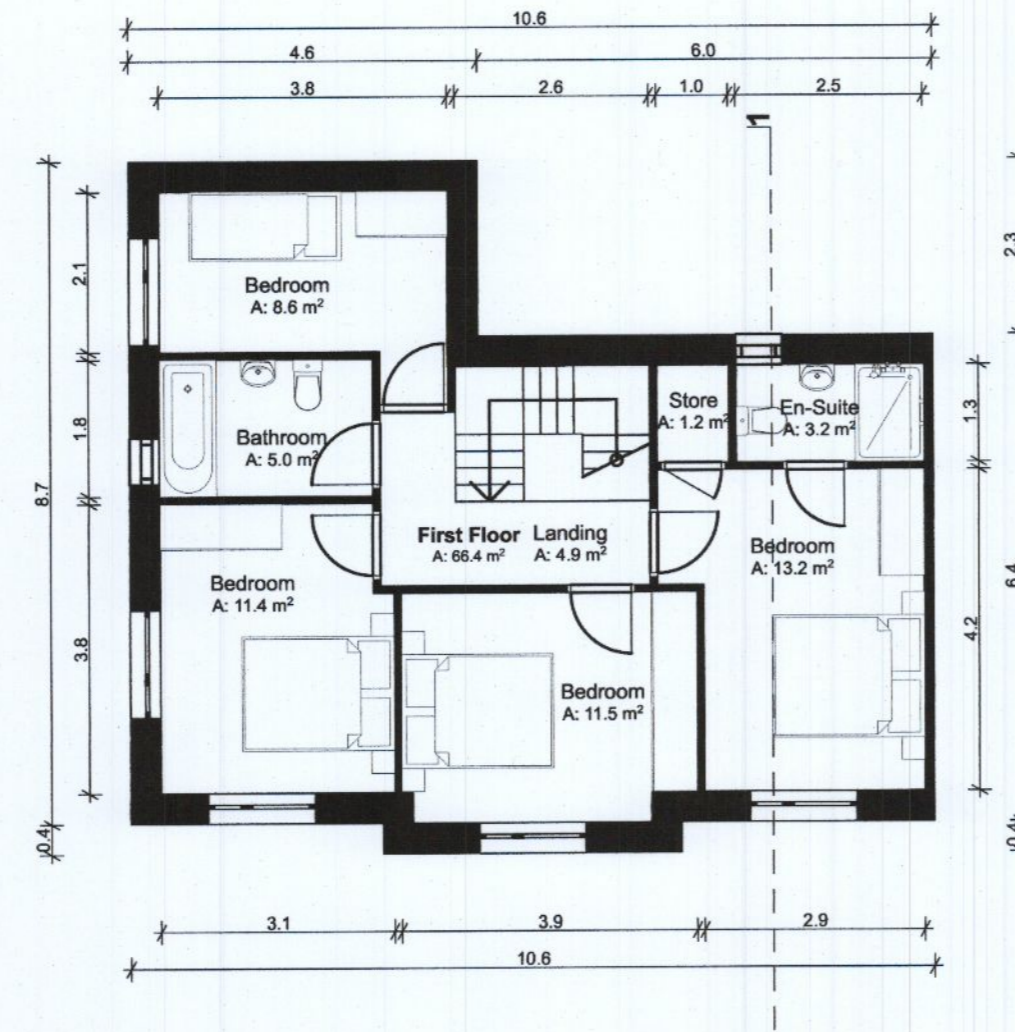 10.6
4.6 6.0
3.8 2.6 1.0 2.5
1
2.3
2.1
Bedroom
A: 8.6 m²
1.8
Bathroom
A: 5.0 m²
Store
A: 1.2 m²
En-Suite
A: 3.2 m²
1.3
8.7
First Floor
A: 66.4 m²
Landing
A: 4.9 m²
Bedroom
A: 13.2 m²
6.4
Bedroom
A: 11.4 m²
3.8
4.2
Bedroom
A: 11.5 m²
0.4
0.4
3.1 3.9 2.9
10.6